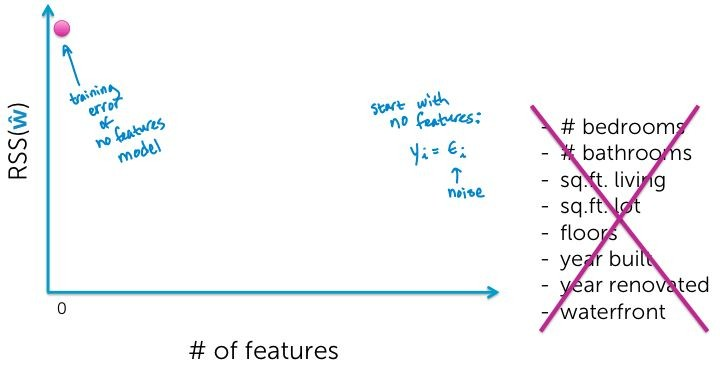 RSS(ŵ)
training
error
of
no features
model
start with
no features:
yᵢ = ϵᵢ
↑
noise
- # bedrooms
- # bathrooms
- sq.ft. living
- sq.ft. lot
- floors
- year built
- year renovated
- waterfront
0
# of features